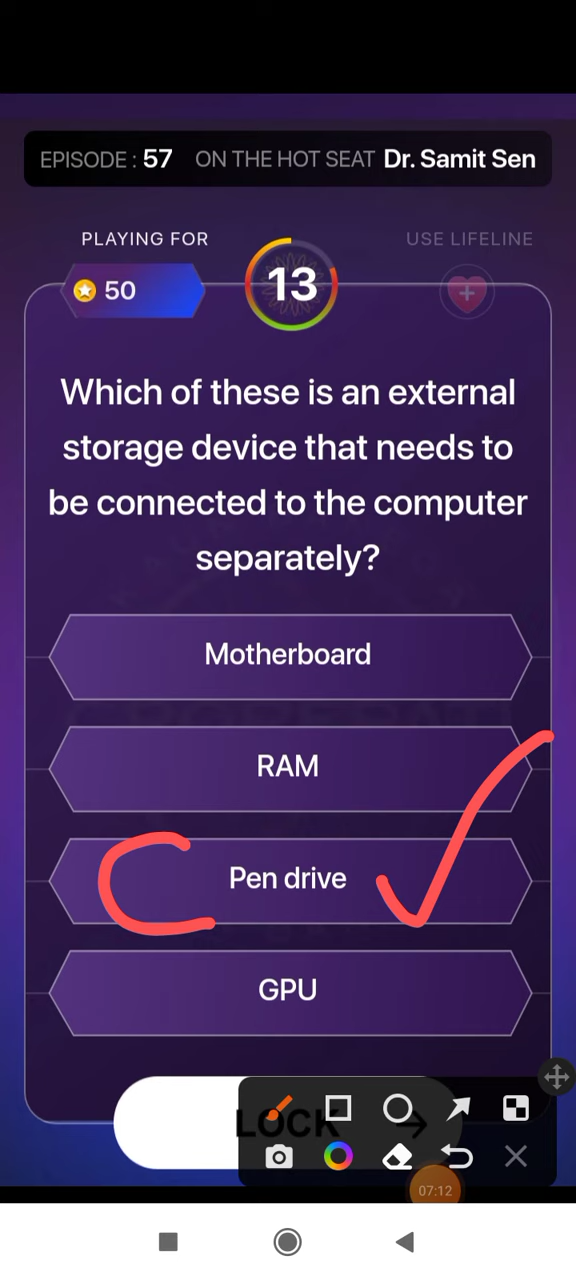 EPISODE : 57 ON THE HOT SEAT Dr. Samit Sen
PLAYING FOR
USE LIFELINE
50
13
Which of these is an external
storage device that needs to
be connected to the computer
separately?
Motherboard
RAM
C Pen drive
GPU
LOCK
07:12